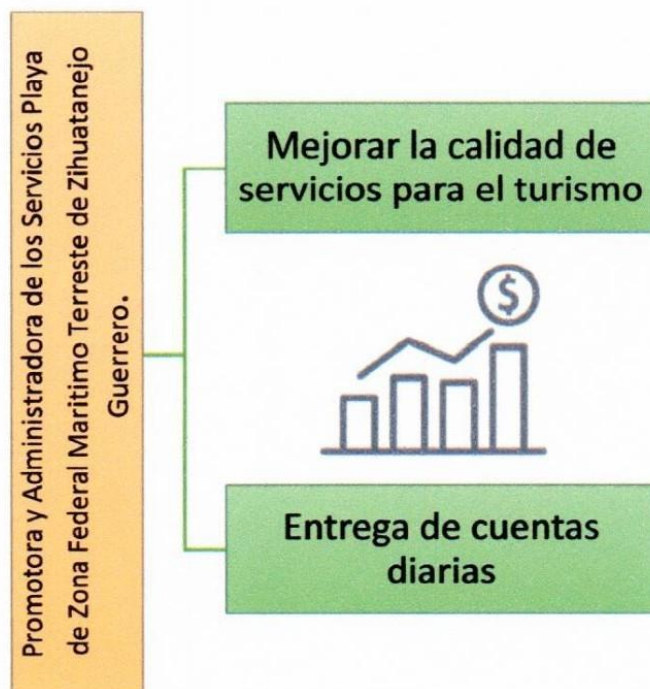 Promotora y Administradora de los Servicios Playa
de Zona Federal Maritimo Terreste de Zihuatanejo
Guerrero.
Mejorar la calidad de
servicios para el turismo
$
Entrega de cuentas
diarias